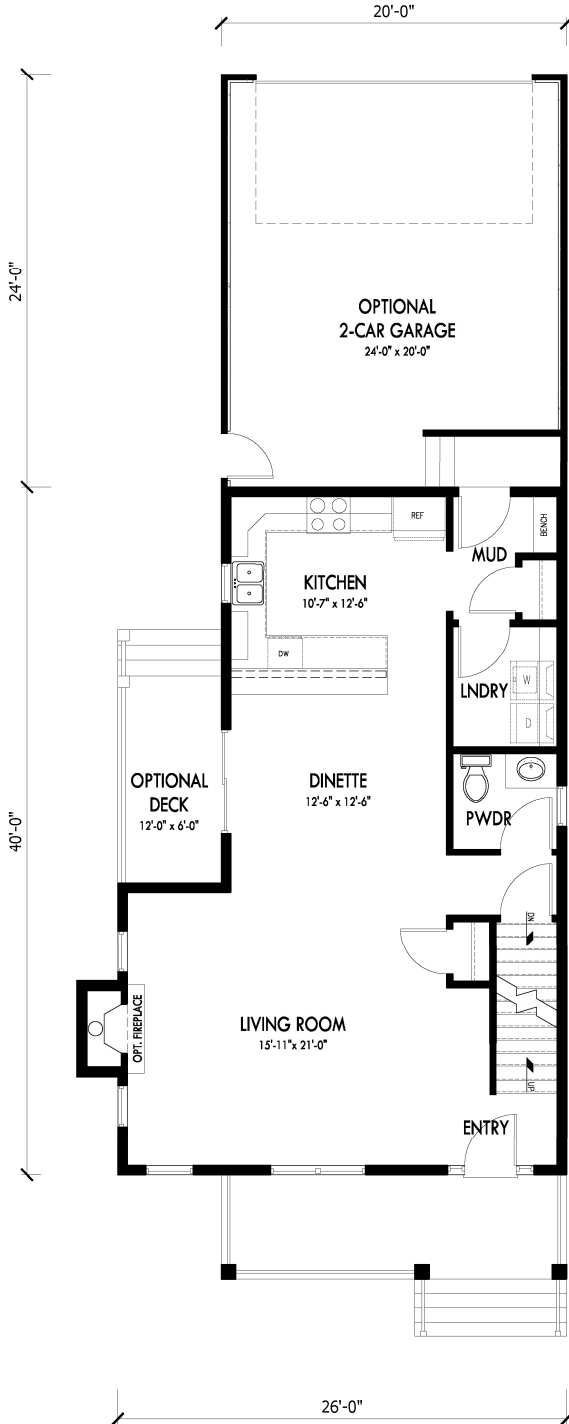 20'-0"
24'-0"
OPTIONAL
2-CAR GARAGE
24'-0" x 20'-0"
REF
BENCH
MUD
KITCHEN
10'-7" x 12'-6"
DW
LNDRY
W
D
OPTIONAL
DECK
12'-0" x 6'-0"
DINETTE
12'-6" x 12'-6"
PWDR
40'-0"
DN
OPT. FIREPLACE
LIVING ROOM
15'-11"x 21'-0"
UP
ENTRY
26'-0"